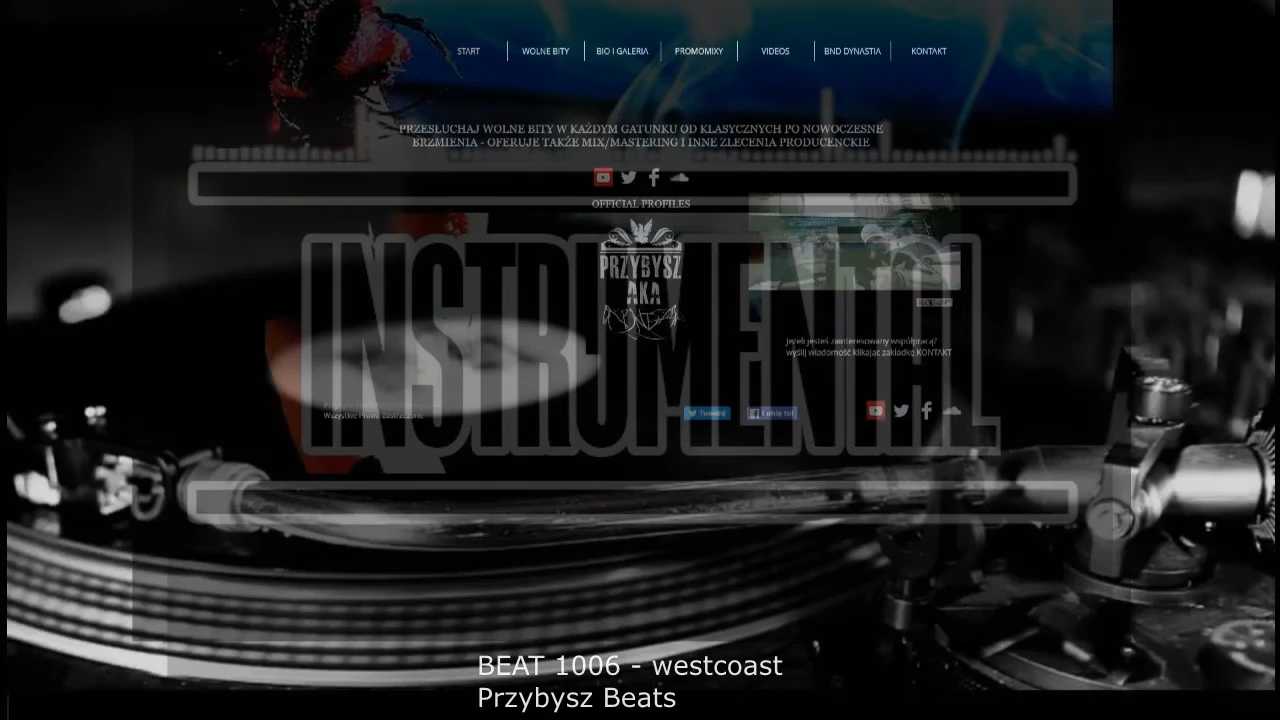 START
WOLNE BITY
BIO I GALERIA
PROMOMIXY
VIDEOS
BND DYNASTIA
KONTAKT
PRZESŁUCHAJ WOLNE BITY W KAŻDYM GATUNKU OD KLASYCZNYCH PO NOWOCZESNE
BRZMIENIA - OFERUJE TAKŻE MIX/MASTERING I INNE ZLECENIA PRODUCENCKIE
OFFICIAL PROFILES
PRZYBYSZ
AKA
INSTRUMENTAL
Jeżeli jesteś zainteresowany współpracą?
wyślij wiadomość klikając zakładkę KONTAKT
Wszystkie Prawa Zastrzeżone
Tweetnij
Lubię to!
BEAT 1006 - westcoast
Przybysz Beats